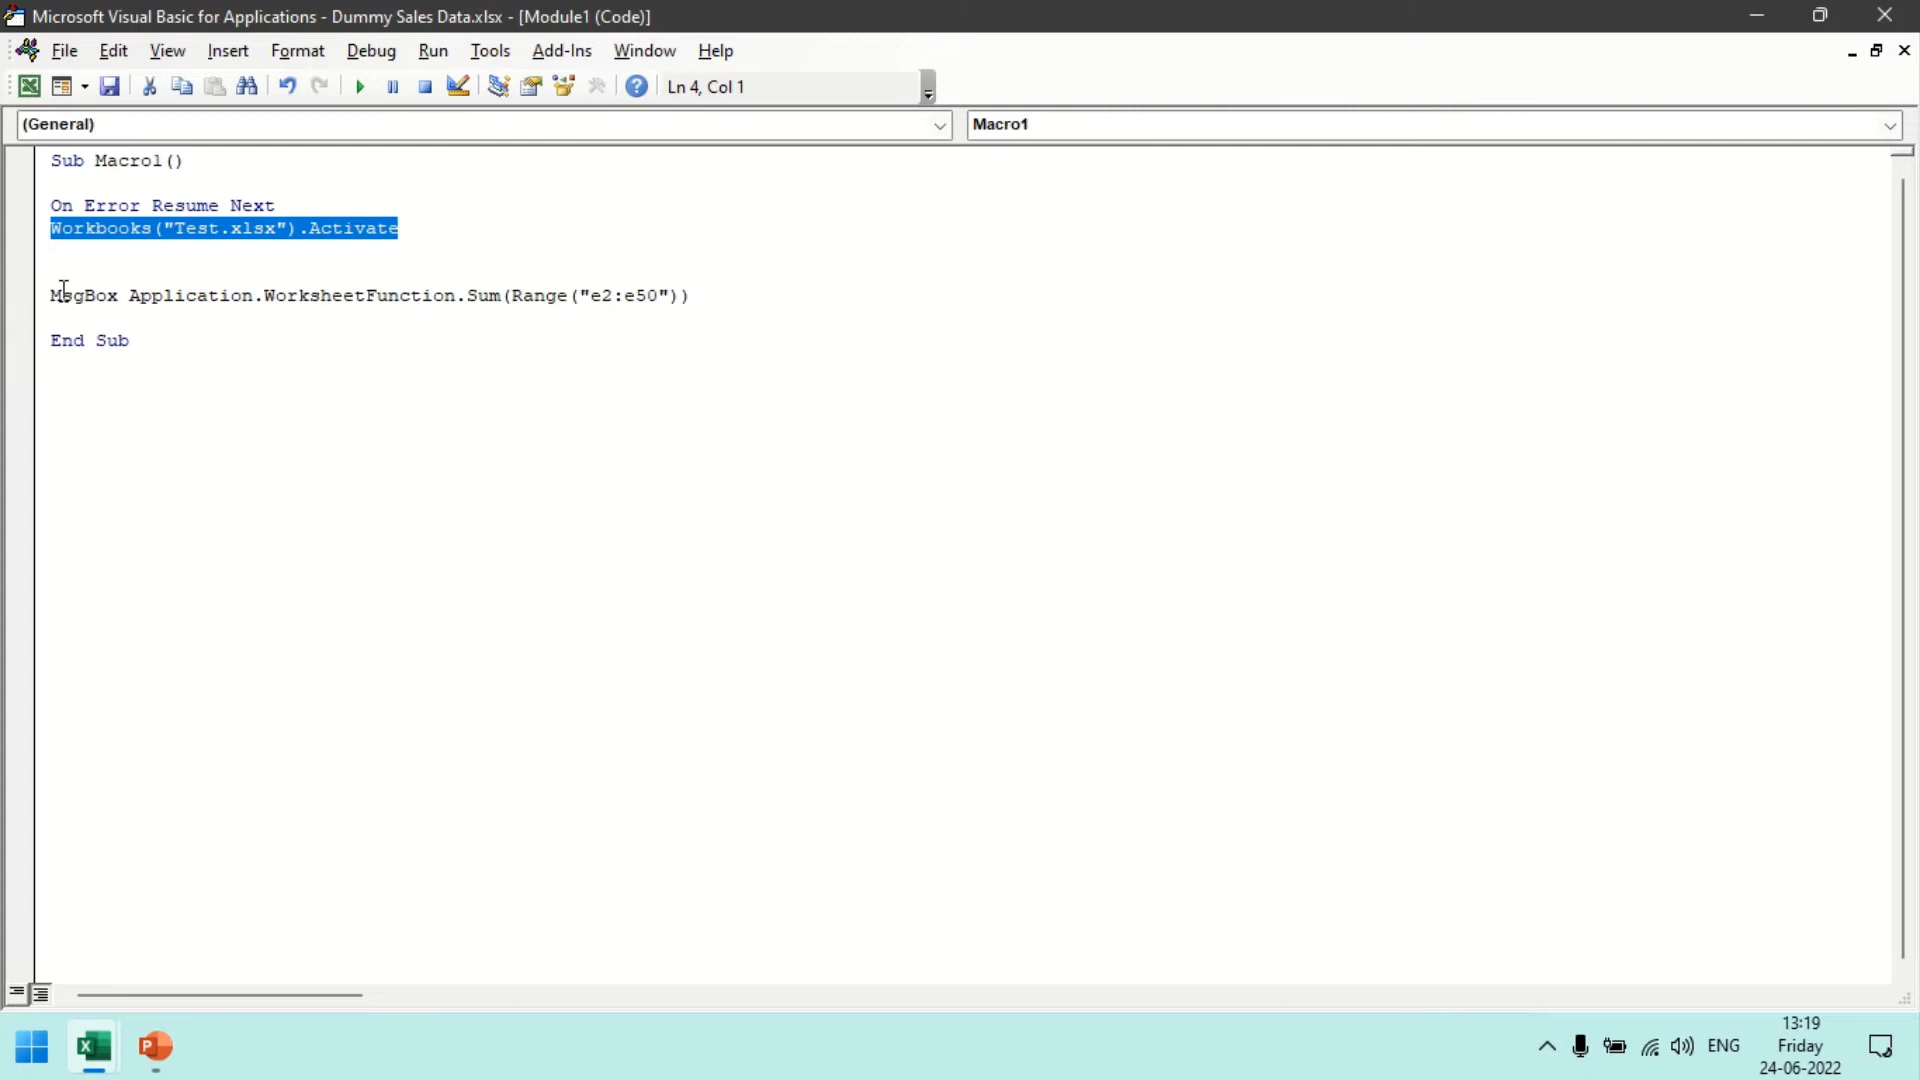 Microsoft Visual Basic for Applications - Dummy Sales Data.xlsx - [Module1 (Code)]
File Edit View Insert Format Debug Run Tools Add-Ins Window Help
Ln 4, Col 1
(General)
Macro1
Sub Macro1()
On Error Resume Next
Workbooks("Test.xlsx").Activate
MsgBox Application.WorksheetFunction.Sum(Range("e2:e50"))
End Sub
13:19
ENG Friday
24-06-2022